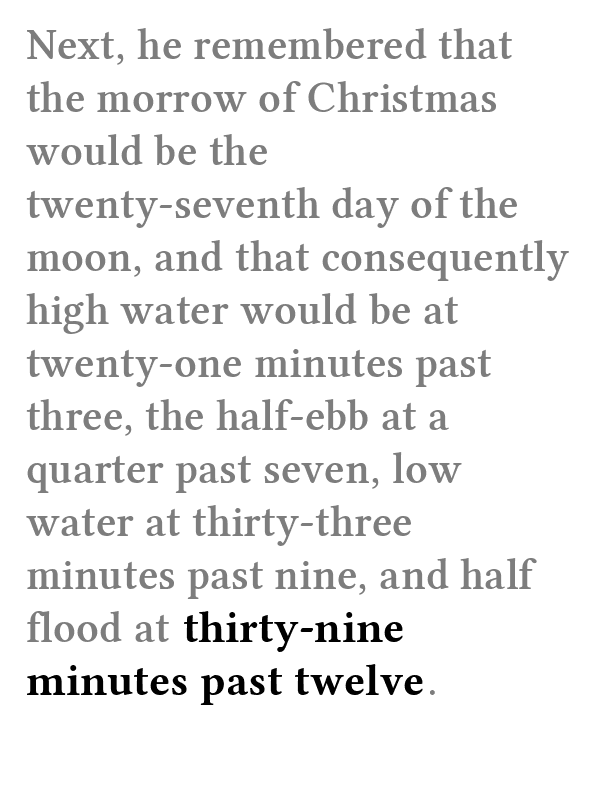 Next, he remembered that
the morrow of Christmas
would be the
twenty-seventh day of the
moon, and that consequently
high water would be at
twenty-one minutes past
three, the half-ebb at a
quarter past seven, low
water at thirty-three
minutes past nine, and half
flood at thirty-nine
minutes past twelve.